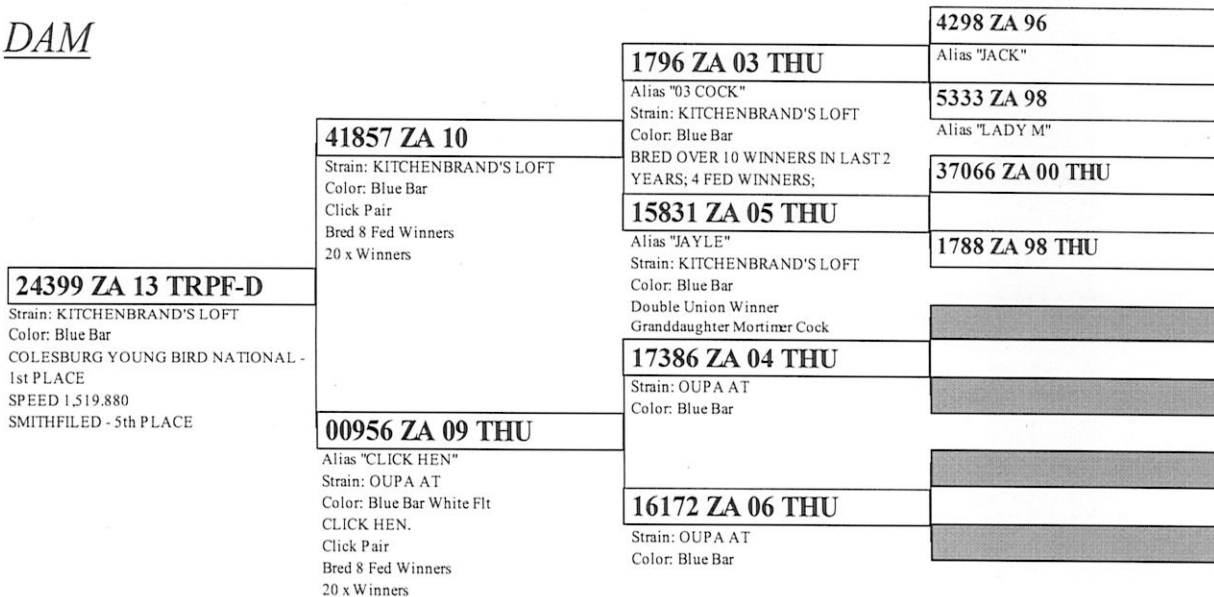 DAM
24399 ZA 13 TRPF-D
Strain: KITCHENBRAND'S LOFT
Color: Blue Bar
COLESBURG YOUNG BIRD NATIONAL -
1st PLACE
SPEED 1,519.880
SMITHFILED - 5th PLACE
41857 ZA 10
Strain: KITCHENBRAND'S LOFT
Color: Blue Bar
Click Pair
Bred 8 Fed Winners
20 x Winners
00956 ZA 09 THU
Alias "CLICK HEN"
Strain: OUPA AT
Color: Blue Bar White Flt
CLICK HEN.
Click Pair
Bred 8 Fed Winners
20 x Winners
1796 ZA 03 THU
Alias "03 COCK"
Strain: KITCHENBRAND'S LOFT
Color: Blue Bar
BRED OVER 10 WINNERS IN LAST 2
YEARS; 4 FED WINNERS;
15831 ZA 05 THU
Alias "JAYLE"
Strain: KITCHENBRAND'S LOFT
Color: Blue Bar
Double Union Winner
Granddaughter Mortimer Cock
17386 ZA 04 THU
Strain: OUPA AT
Color: Blue Bar
16172 ZA 06 THU
Strain: OUPA AT
Color: Blue Bar
4298 ZA 96
Alias "JACK"
5333 ZA 98
Alias "LADY M"
37066 ZA 00 THU
1788 ZA 98 THU